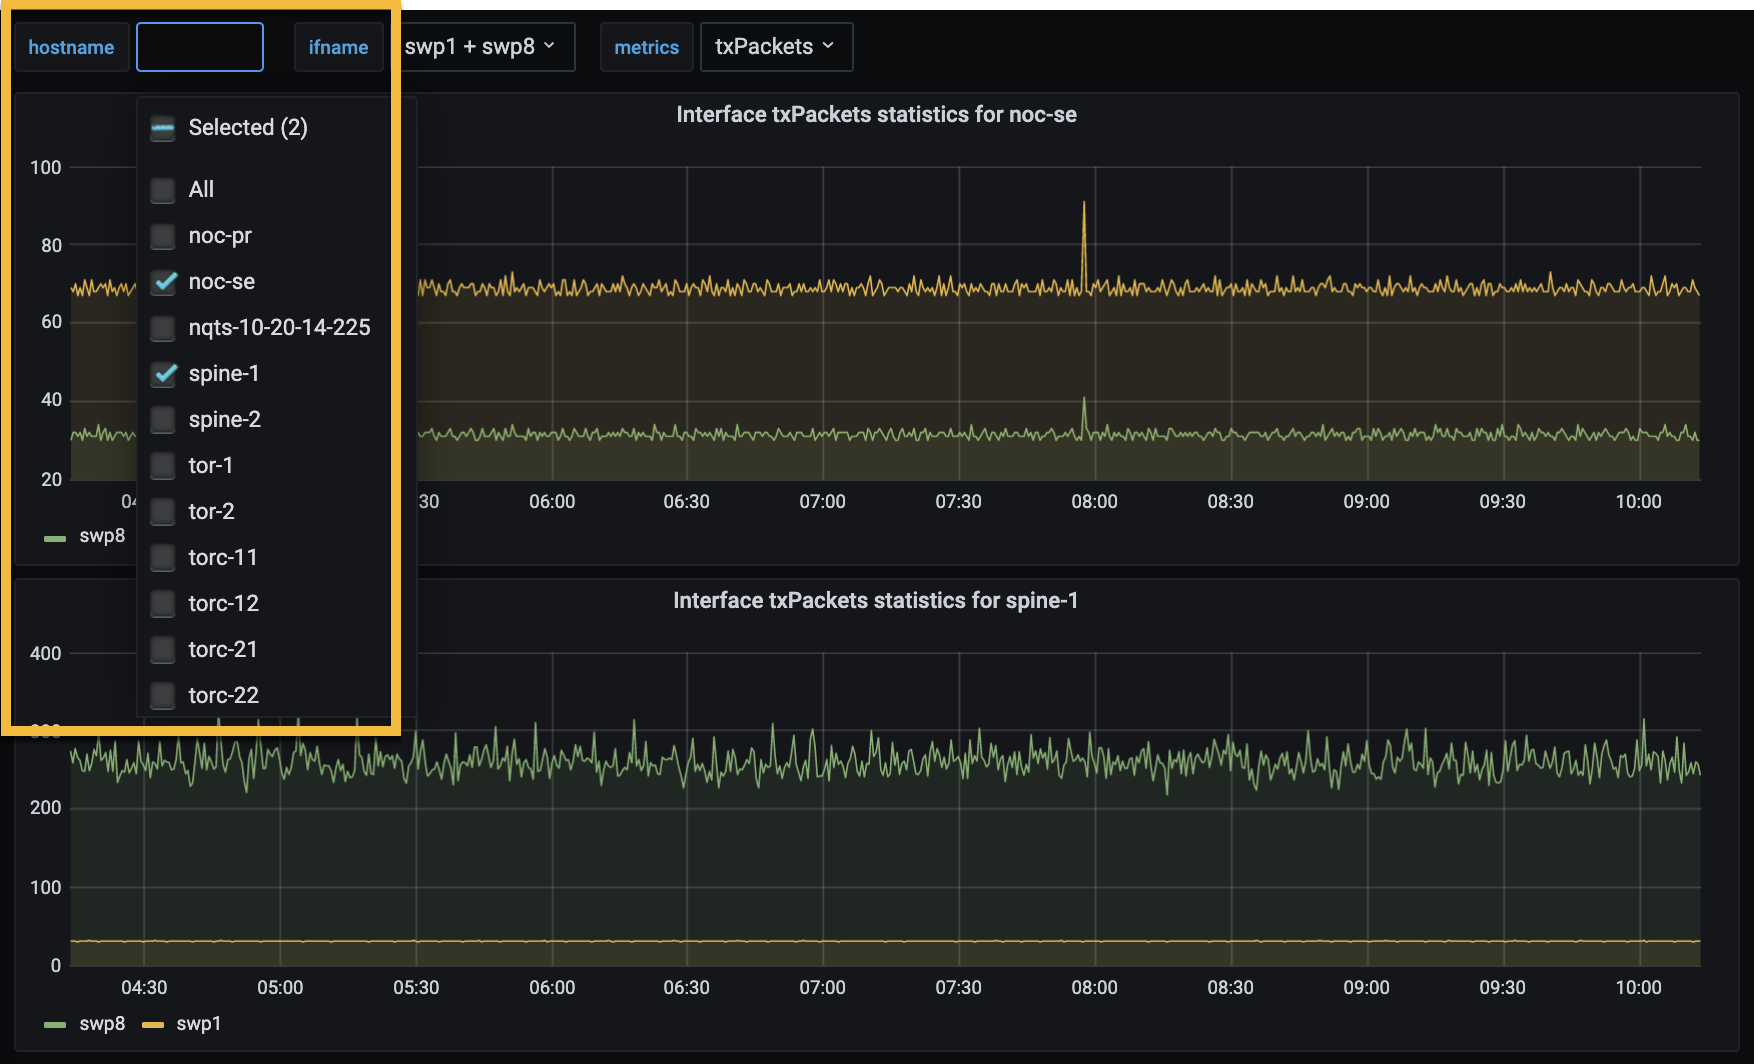 hostname ifname swp1 + swp8 metrics txPackets
Selected (2)
All
noc-pr
noc-se
nqts-10-20-14-225
spine-1
spine-2
tor-1
tor-2
torc-11
torc-12
torc-21
torc-22
Interface txPackets statistics for noc-se
100
80
60
40
20
04 30 06:00 06:30 07:00 07:30 08:00 08:30 09:00 09:30 10:00
swp8
Interface txPackets statistics for spine-1
400
200
100
0
04:30 05:00 05:30 06:00 06:30 07:00 07:30 08:00 08:30 09:00 09:30 10:00
swp8 swp1